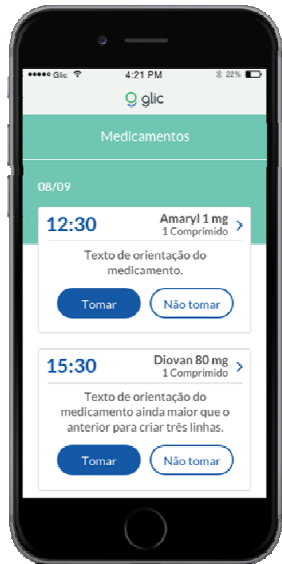 Glic 4:21 PM 22%
glic
Medicamentos
08/09
12:30 Amaryl 1 mg
1 Comprimido
Texto de orientação do
medicamento.
Tomar Não tomar
15:30 Diovan 80 mg
1 Comprimido
Texto de orientação do
medicamento ainda maior que o
anterior para criar três linhas.
Tomar Não tomar